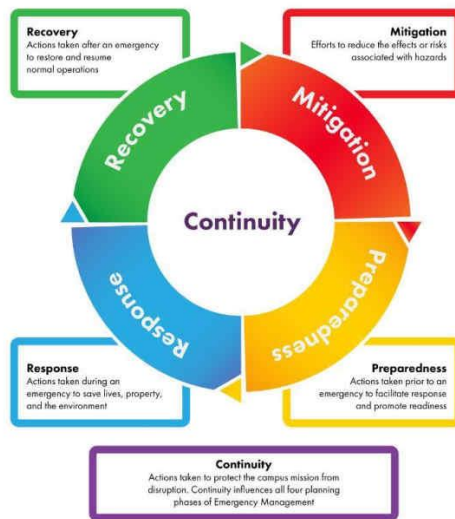 Recovery
Actions taken after an emergency
to restore and resume
normal operations
Mitigation
Efforts to reduce the effects or risks
associated with hazards
Recovery
Mitigation
Continuity
Response
Preparedness
Response
Actions taken during an
emergency to save lives, property,
and the environment
Preparedness
Actions taken prior to an
emergency to facilitate response
and promote readiness
Continuity
Actions taken to protect the campus mission from
disruption. Continuity influences all four planning
phases of Emergency Management